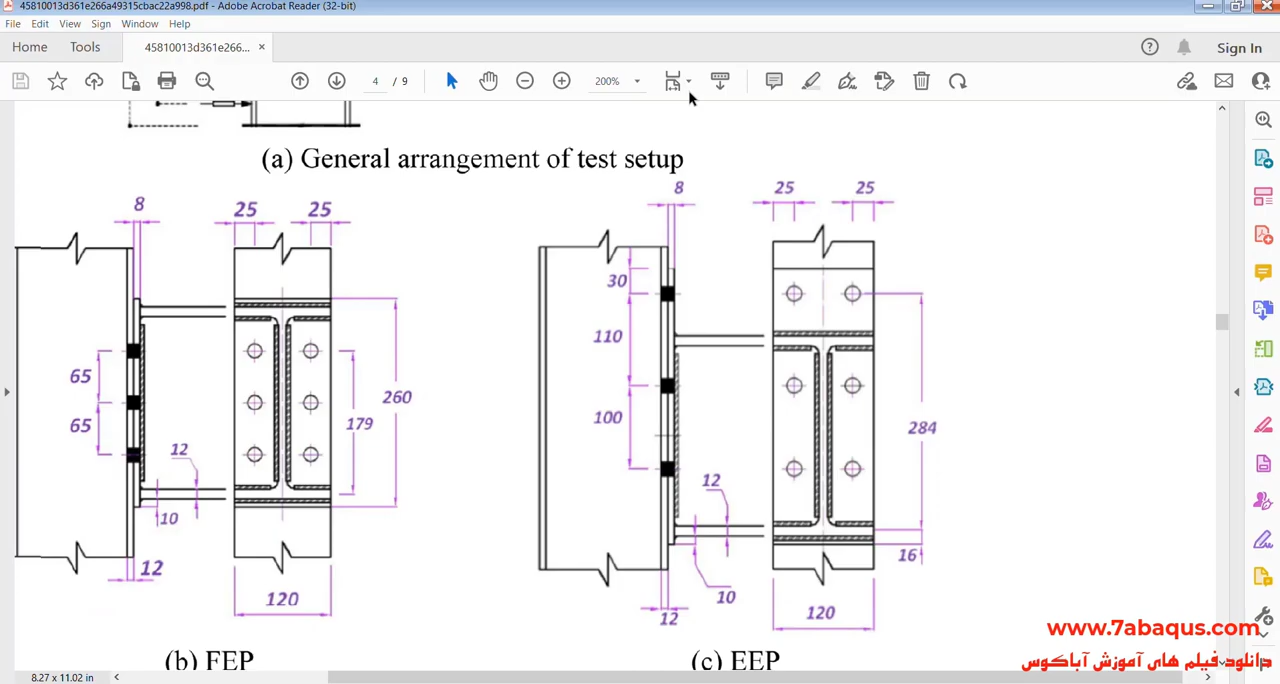 45810013d361e266a49315cbac22a998.pdf - Adobe Acrobat Reader (32-bit)
File Edit View Sign Window Help
Home Tools 45810013d361e266... × Sign In
4 / 9 200%
(a) General arrangement of test setup
8 25 25
65
65
12
10
12
179
260
120
8 25 25
30
110
100
12
10
12
284
16
120
(b) FEP (c) EEP
www.7abaqus.com
دانلود فیلم های آموزش آباکوس
8.27 x 11.02 in